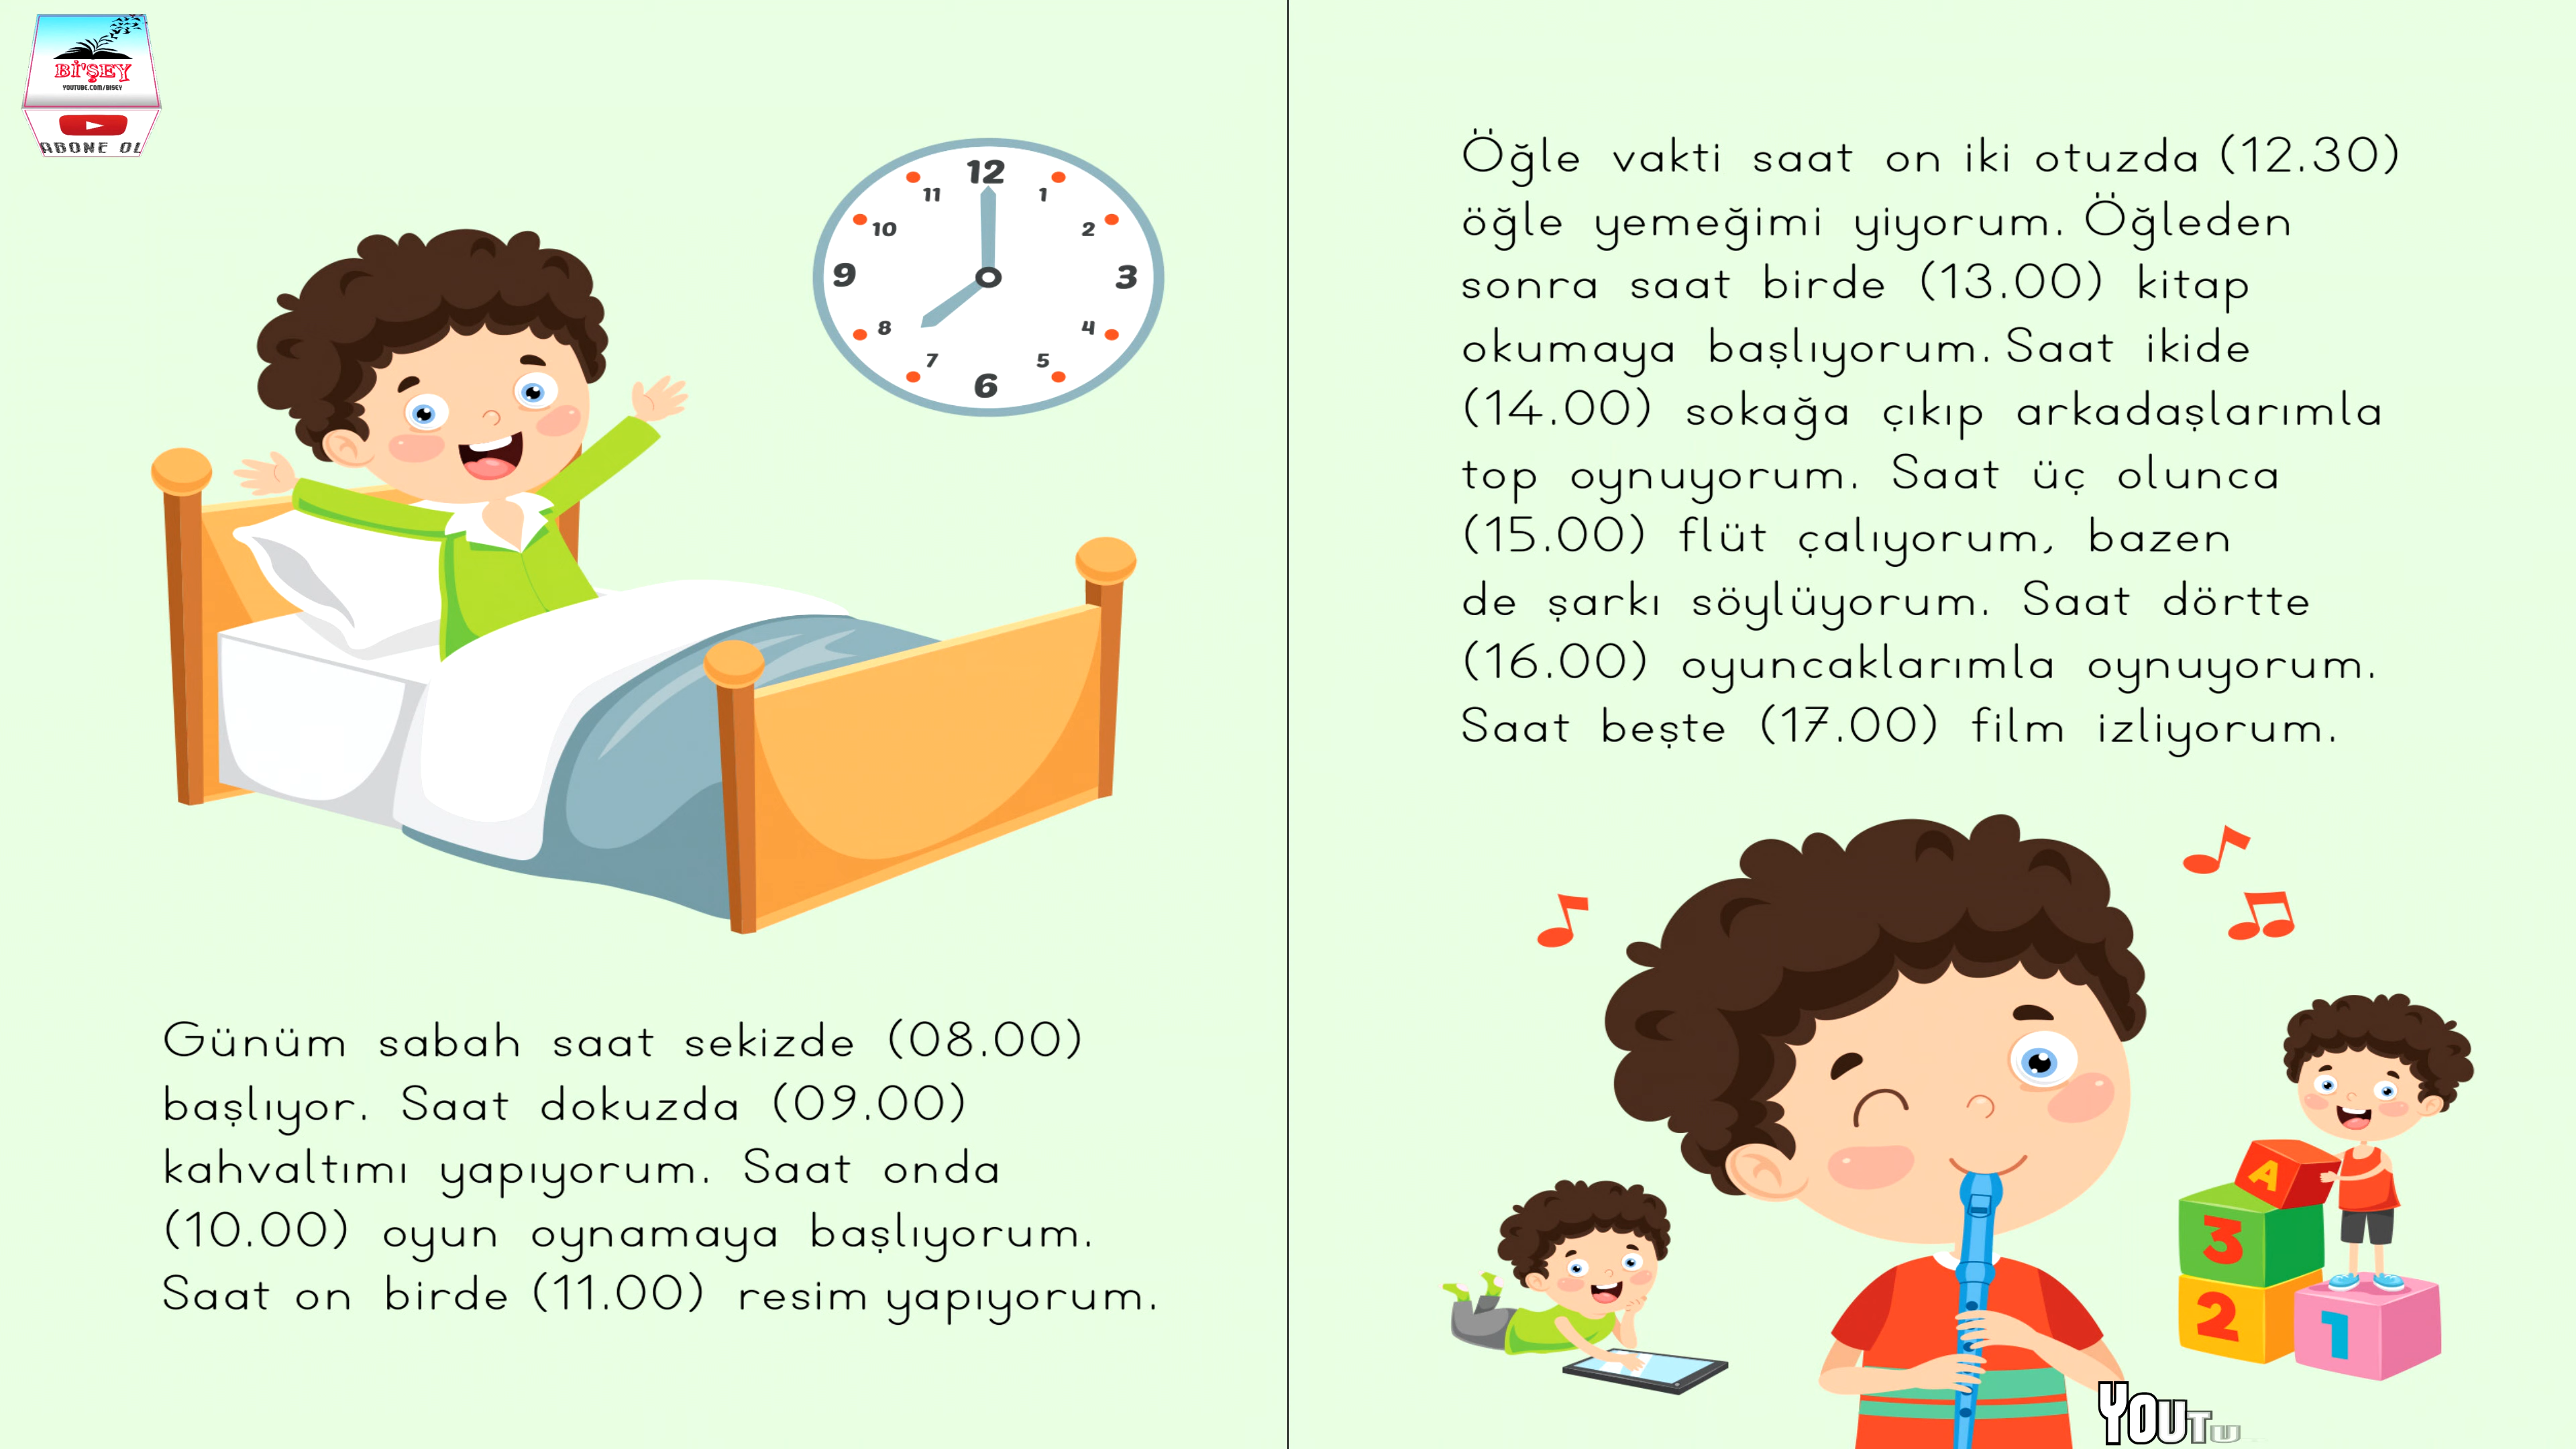 Bİ'ŞEY
YOUTUBE.COM/BISEY
ABONE OL
12
11
1
10
2
9
3
8
4
7
5
6
Günüm sabah saat sekizde (08.00)
başlıyor. Saat dokuzda (09.00)
kahvaltımı yapıyorum. Saat onda
(10.00) oyun oynamaya başlıyorum.
Saat on birde (11.00) resim yapıyorum.
Öğle vakti saat on iki otuzda (12.30)
öğle yemeğimi yiyorum. Öğleden
sonra saat birde (13.00) kitap
okumaya başlıyorum. Saat ikide
(14.00) sokağa çıkıp arkadaşlarımla
top oynuyorum. Saat üç olunca
(15.00) flüt çalıyorum, bazen
de şarkı söylüyorum. Saat dörtte
(16.00) oyuncaklarımla oynuyorum.
Saat beşte (17.00) film izliyorum.
A
3
2
1
YOUTU